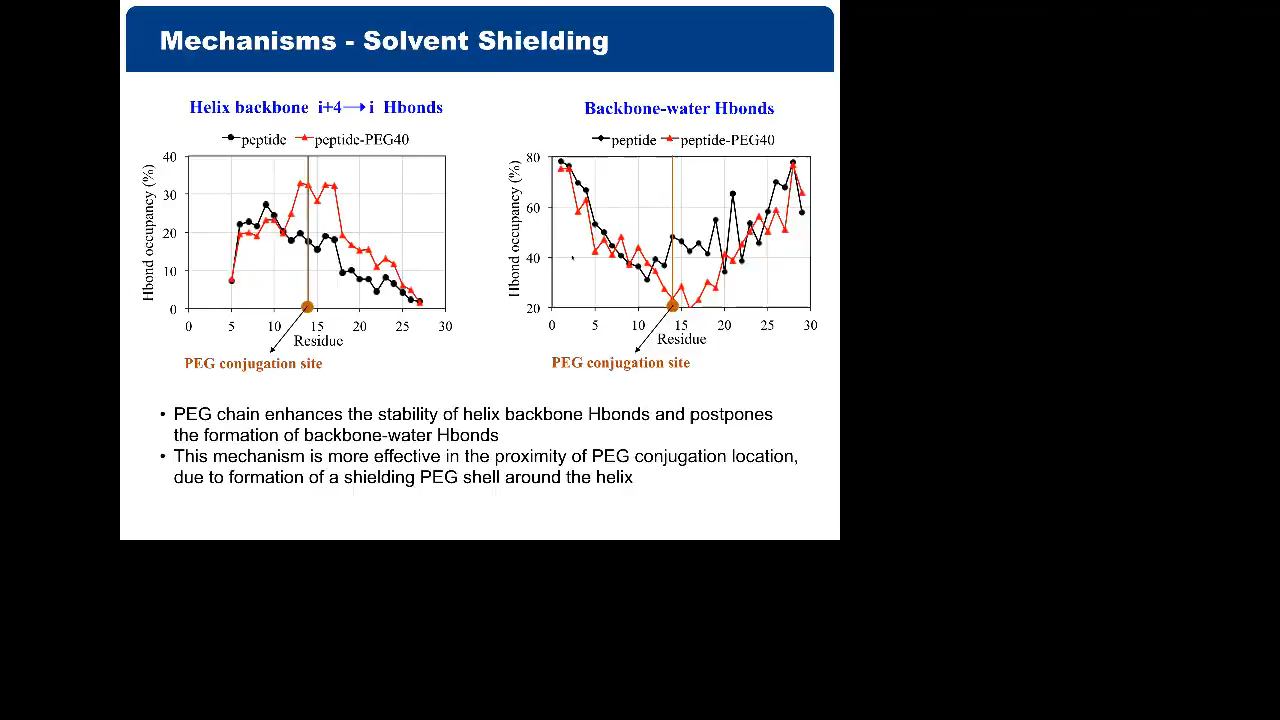 Mechanisms - Solvent Shielding
Helix backbone i+4→i Hbonds
peptide peptide-PEG40
Hbond occupancy (%)
40
30
20
10
0
0 5 10 15 20 25 30
Residue
PEG conjugation site
Backbone-water Hbonds
peptide peptide-PEG40
Hbond occupancy (%)
80
60
40
20
0 5 10 15 20 25 30
Residue
PEG conjugation site
• PEG chain enhances the stability of helix backbone Hbonds and postpones
the formation of backbone-water Hbonds
• This mechanism is more effective in the proximity of PEG conjugation location,
due to formation of a shielding PEG shell around the helix